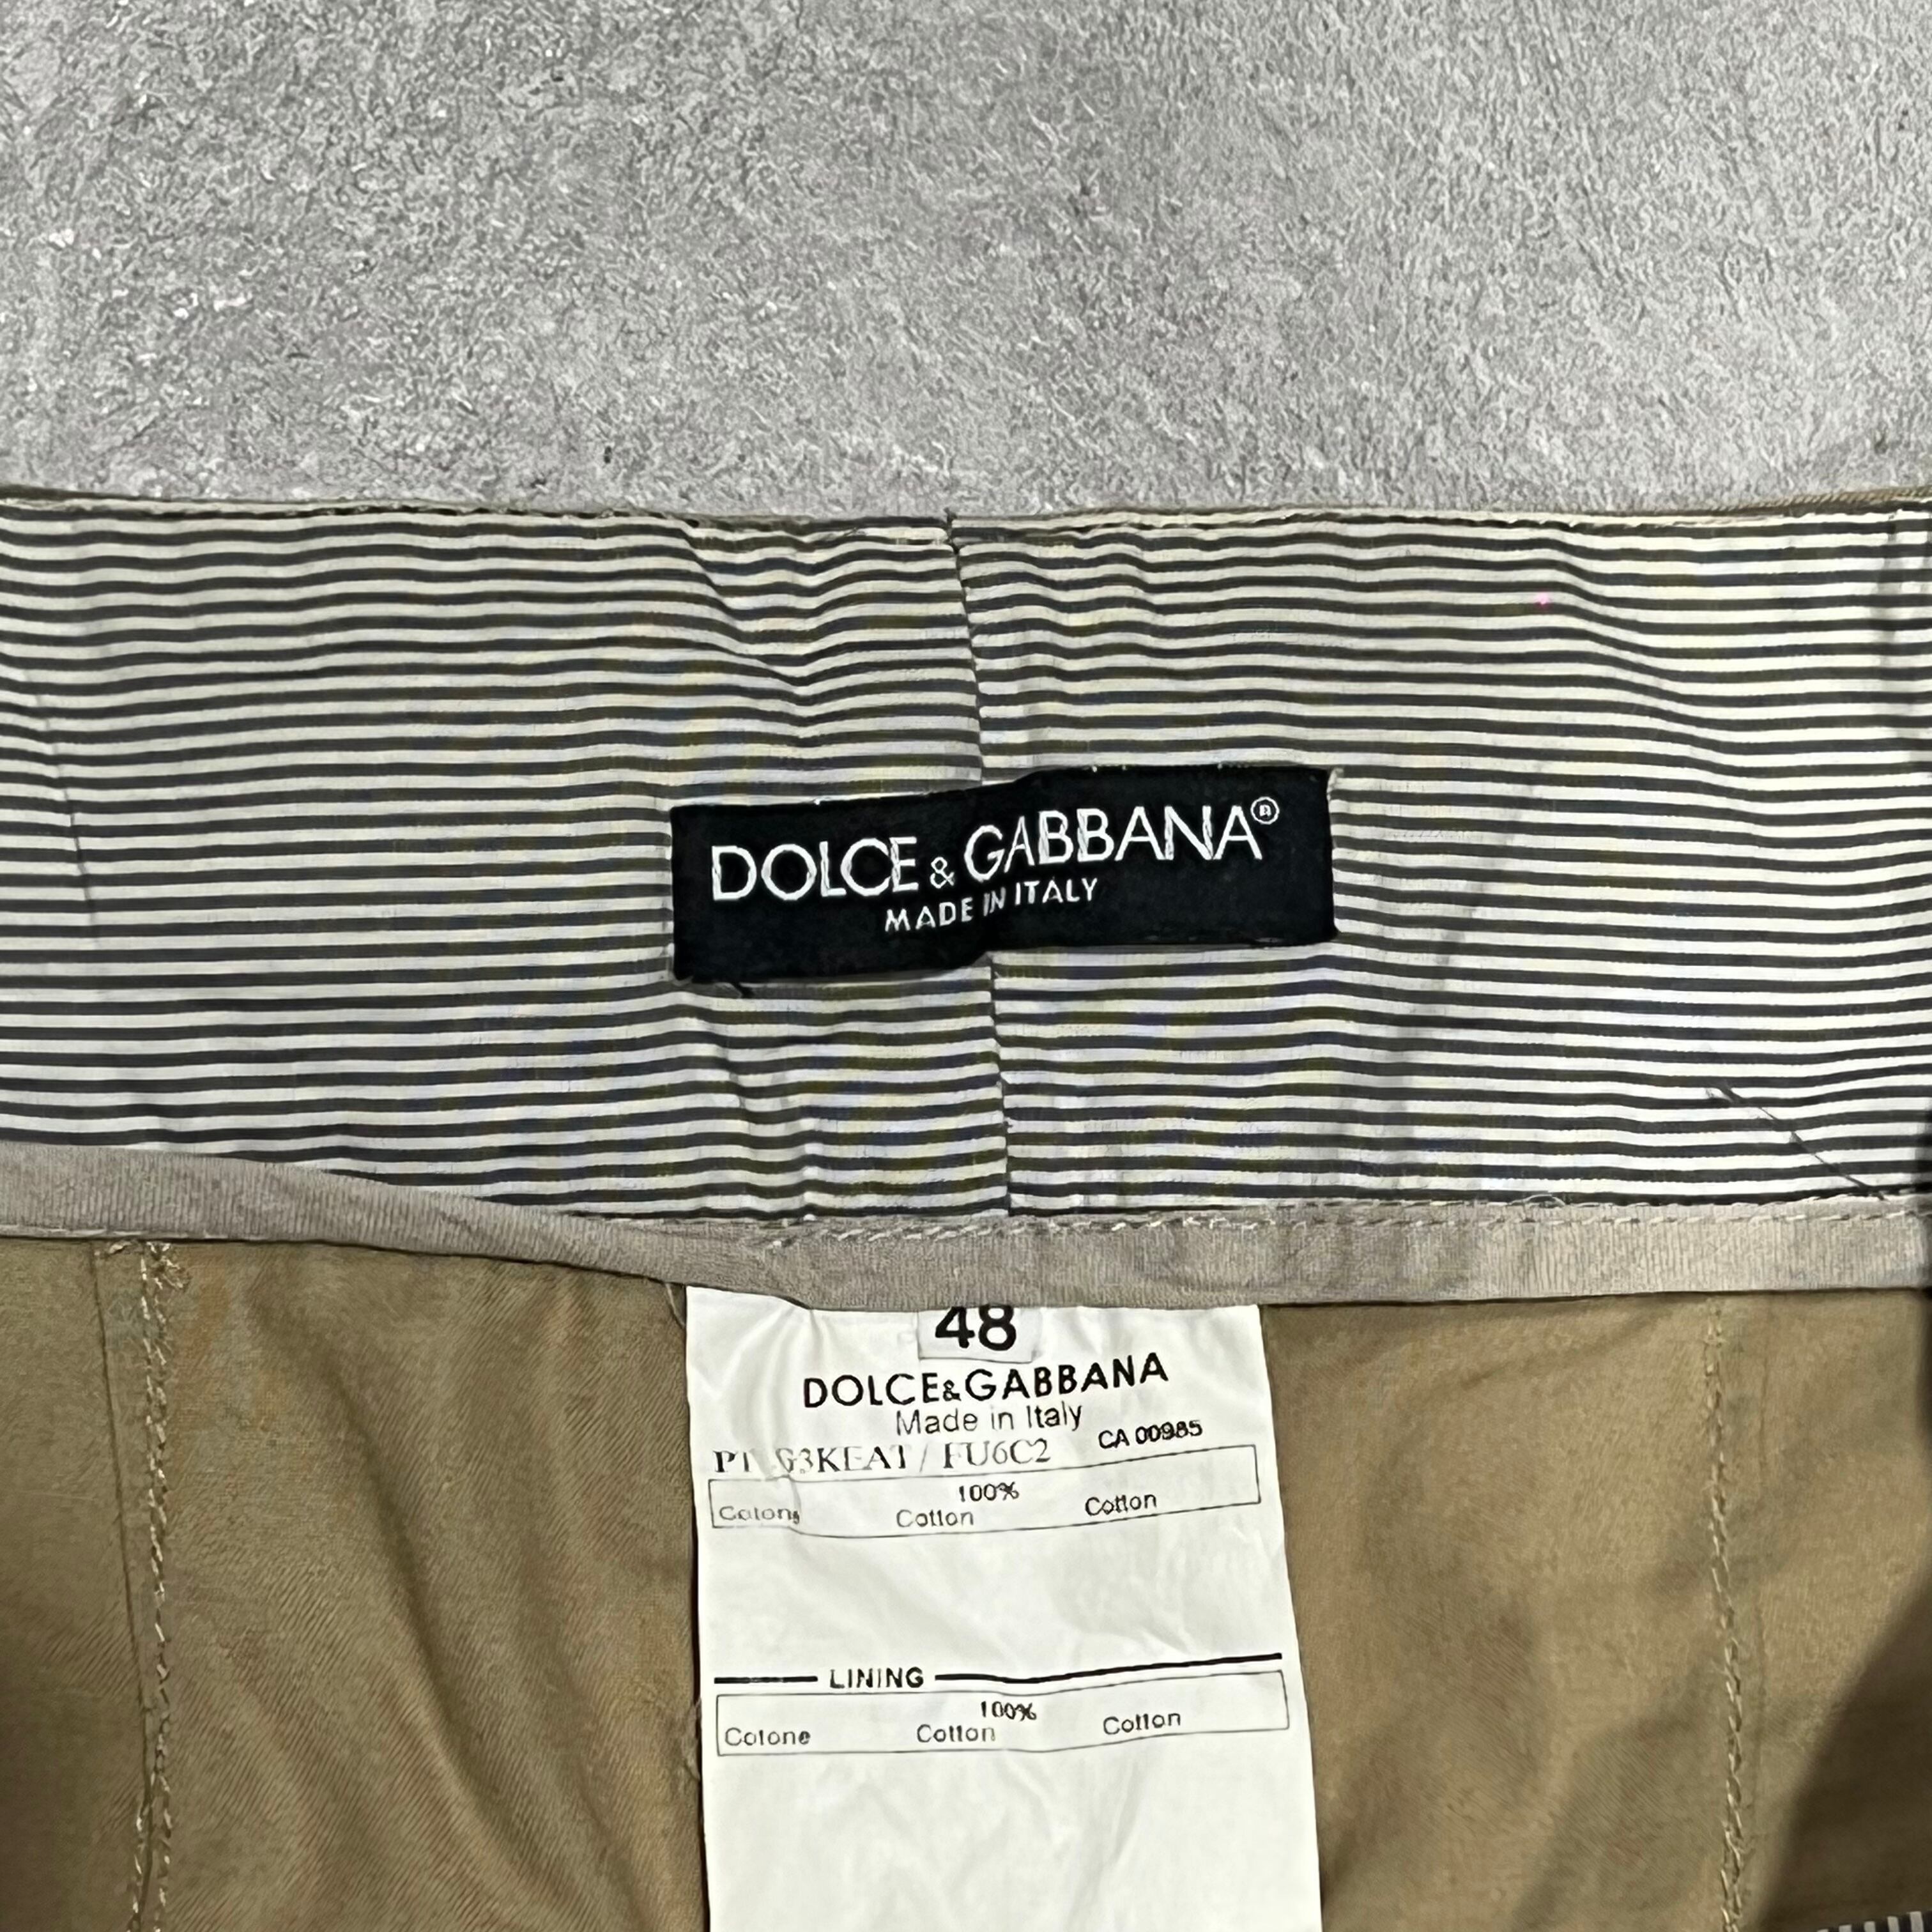 DOLCE & GABBANA®
MADE IN ITALY
48
DOLCE&GABBANA
Made in Italy
CA 00985
/ FU6C2
100%
Cotone Cotton Cotton
LINING
100%
Cotone Cotton Cotton